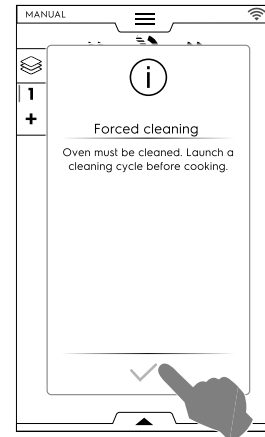 MANUAL
1
+
Forced cleaning
Oven must be cleaned. Launch a
cleaning cycle before cooking.